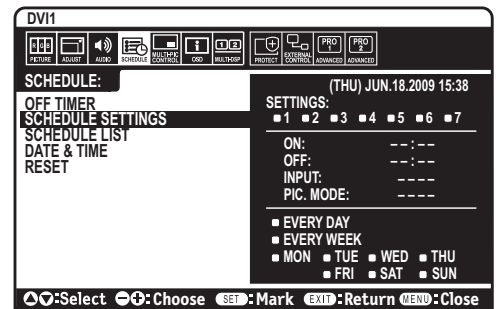 DVI1
RGB
PICTURE ADJUST AUDIO SCHEDULE MULTI-PIC CONTROL i OSD 1 2 MULTI-DSP PROTECT EXTERNAL CONTROL PRO 1 ADVANCED PRO 2 ADVANCED
SCHEDULE:
OFF TIMER
SCHEDULE SETTINGS
SCHEDULE LIST
DATE & TIME
RESET
(THU) JUN.18.2009 15:38
SETTINGS:
1 2 3 4 5 6 7
ON: --:--
OFF: --:--
INPUT: ----
PIC. MODE: ----
EVERY DAY
EVERY WEEK
MON TUE WED THU
FRI SAT SUN
:Select :Choose SET :Mark EXIT :Return MENU :Close